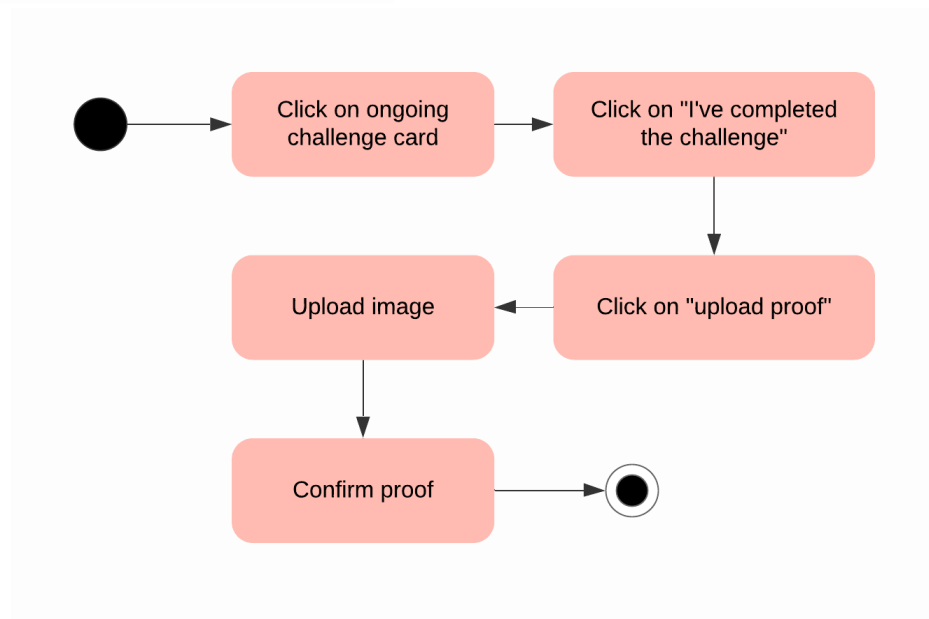 Click on ongoing
challenge card
Click on "I've completed
the challenge"
Click on "upload proof"
Upload image
Confirm proof